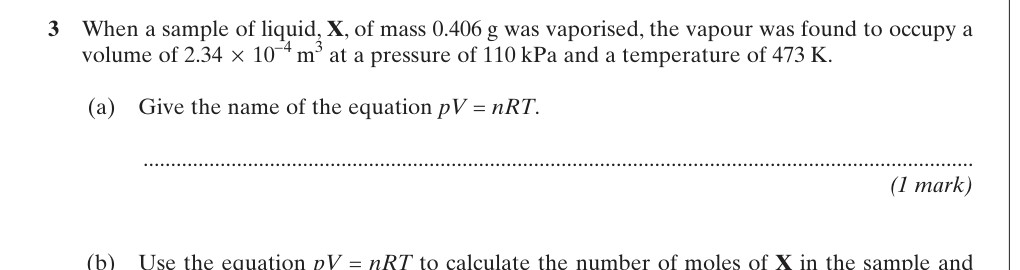 3 When a sample of liquid, X, of mass 0.406 g was vaporised, the vapour was found to occupy a
volume of 2.34 × 10⁻⁴ m³ at a pressure of 110 kPa and a temperature of 473 K.
(a) Give the name of the equation pV = nRT.
................................................................................
(1 mark)
(b) Use the equation pV = nRT to calculate the number of moles of X in the sample and